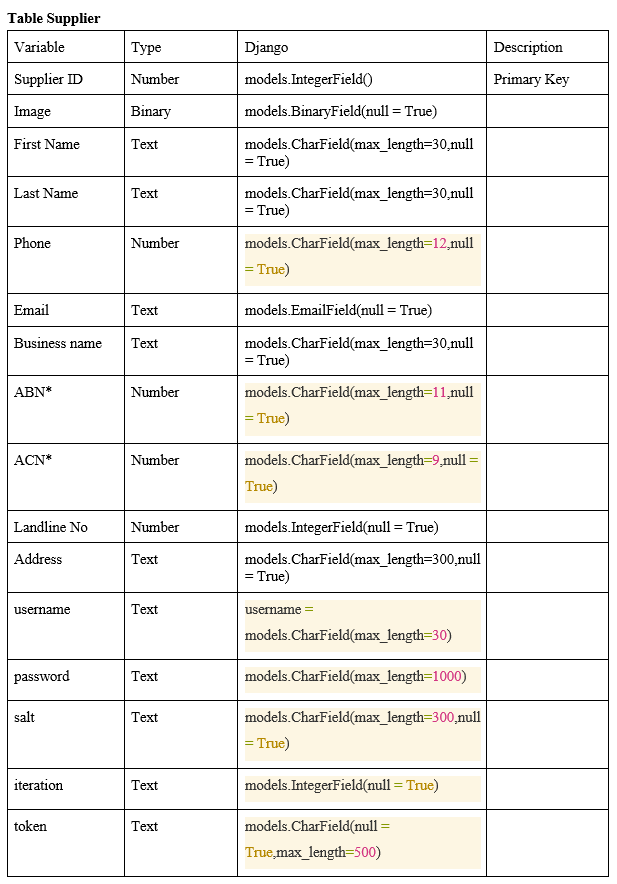 Table Supplier
Variable Type Django Description
Supplier ID Number models.IntegerField() Primary Key
Image Binary models.BinaryField(null = True)
First Name Text models.CharField(max_length=30,null
= True)
Last Name Text models.CharField(max_length=30,null
= True)
Phone Number models.CharField(max_length=12,null
= True)
Email Text models.EmailField(null = True)
Business name Text models.CharField(max_length=30,null
= True)
ABN* Number models.CharField(max_length=11,null
= True)
ACN* Number models.CharField(max_length=9,null =
True)
Landline No Number models.IntegerField(null = True)
Address Text models.CharField(max_length=300,null
= True)
username Text username =
models.CharField(max_length=30)
password Text models.CharField(max_length=1000)
salt Text models.CharField(max_length=300,null
= True)
iteration Text models.IntegerField(null = True)
token Text models.CharField(null =
True,max_length=500)